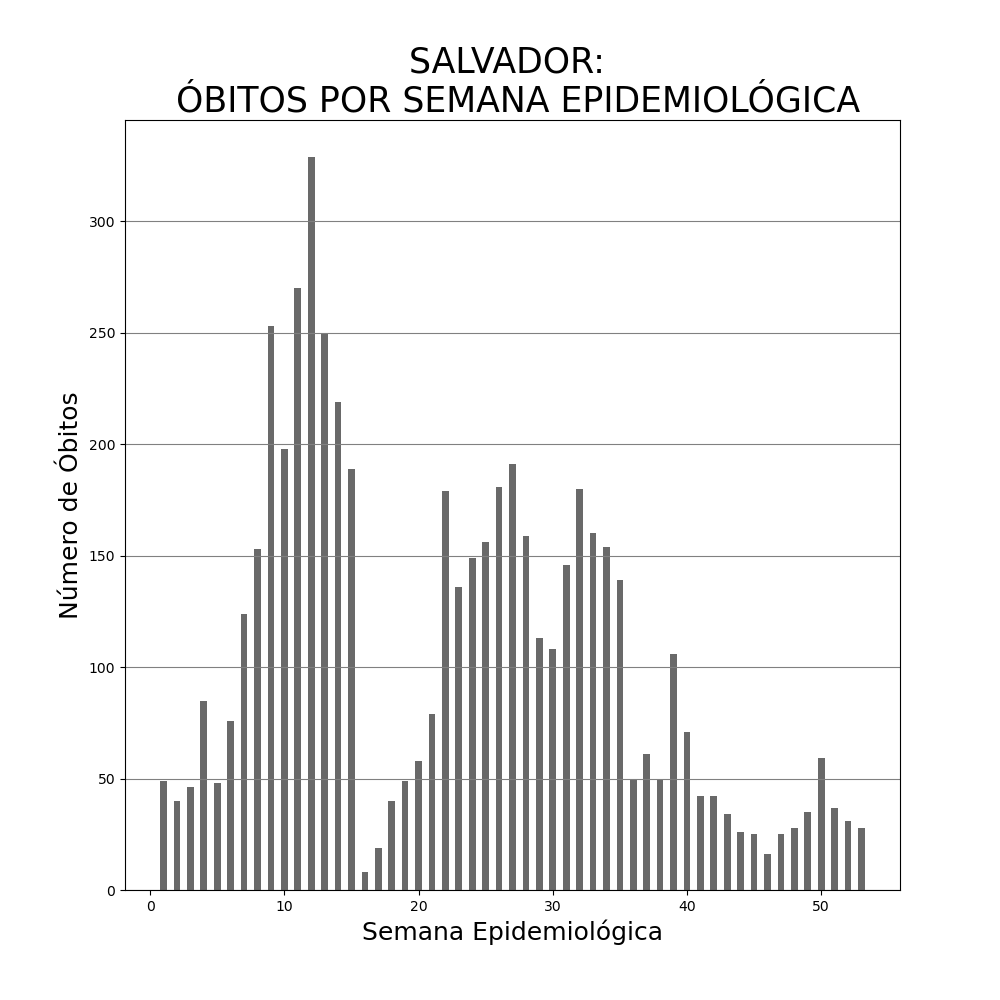 SALVADOR:
ÓBITOS POR SEMANA EPIDEMIOLÓGICA
Número de Óbitos
300
250
200
150
100
50
0
0 10 20 30 40 50
Semana Epidemiológica